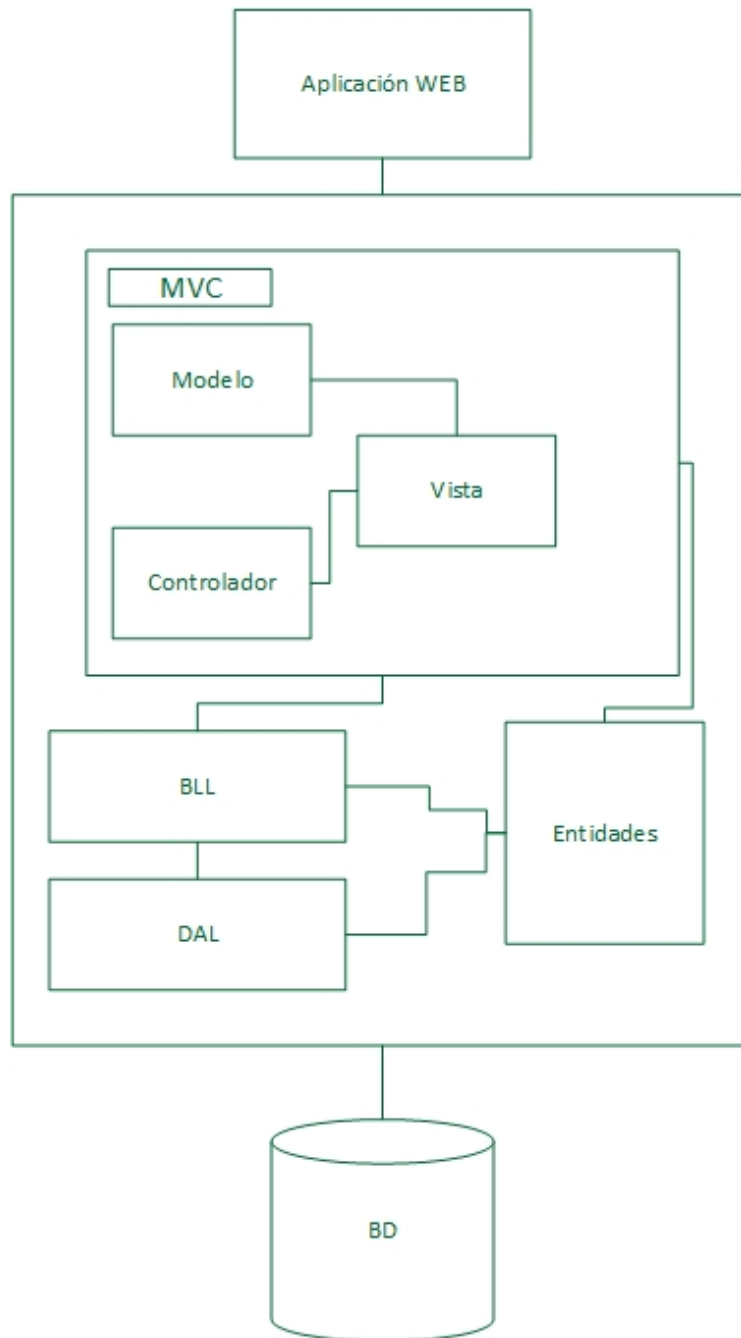 Aplicación WEB
MVC
Modelo
Vista
Controlador
BLL
Entidades
DAL
BD